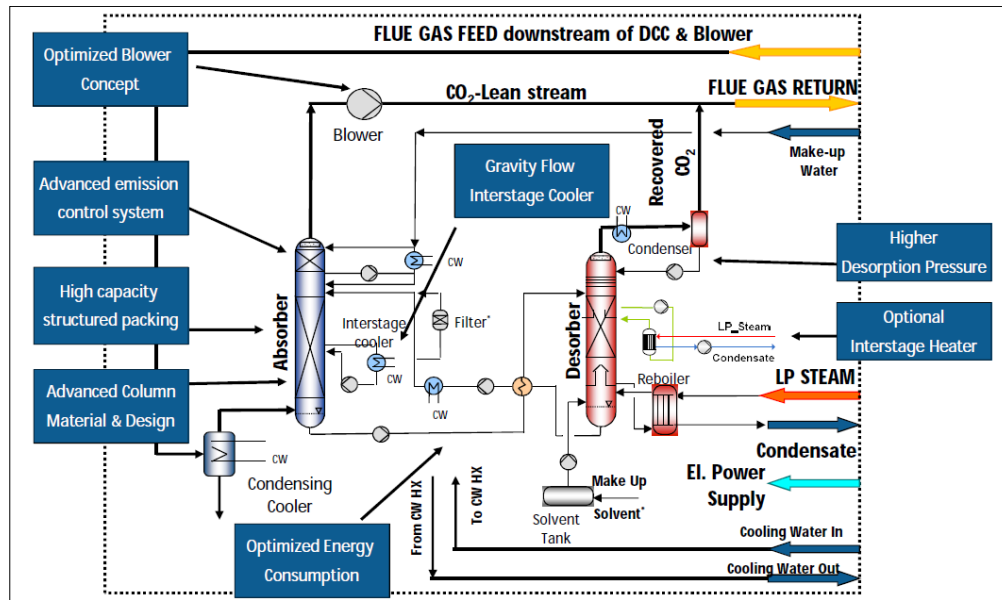 FLUE GAS FEED downstream of DCC & Blower
Optimized Blower
Concept
CO2-Lean stream
FLUE GAS RETURN
Blower
Recovered
CO2
Make-up
Water
Advanced emission
control system
Gravity Flow
Interstage Cooler
CW
Condenser
CW
Higher
Desorption Pressure
High capacity
structured packing
Absorber
Interstage
cooler
Filter*
CW
Desorber
LP_Steam
Condensate
Optional
Interstage Heater
Advanced Column
Material & Design
CW
Reboiler
LP STEAM
Condensate
CW
Condensing
Cooler
Make Up
Solvent*
Solvent
Tank
El. Power
Supply
From CW HX
To CW HX
Optimized Energy
Consumption
Cooling Water In
Cooling Water Out